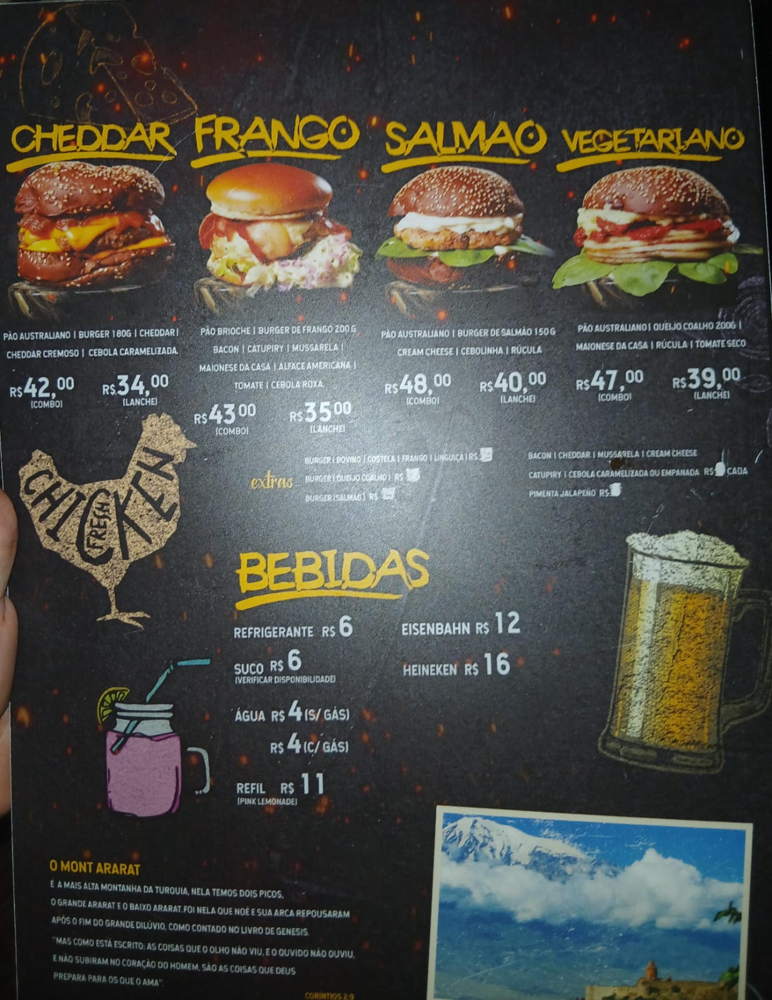 CHEDDAR
PÃO AUSTRALIANO | BURGER 180G | CHEDDAR |
CHEDDAR CREMOSO | CEBOLA CARAMELIZADA
R$42,00
(COMBO)
R$34,00
(LANCHE)
FRANGO
PÃO BRIOCHE | BURGER DE FRANGO 200 G
BACON | CATUPIRY | MUSSARELA |
MAIONESE DA CASA | ALFACE AMERICANA |
TOMATE | CEBOLA ROXA
R$43 00
(COMBO)
R$35 00
(LANCHE)
SALMAO
PÃO AUSTRALIANO | BURGER DE SALMÃO 150 G
CREAM CHEESE | CEBOLINHA | RÚCULA
R$48,00
(COMBO)
R$40,00
(LANCHE)
VEGETARIANO
PÃO AUSTRALIANO | QUEIJO COALHO 200G |
MAIONESE DA CASA | RÚCULA | TOMATE SECO
R$47,00
(COMBO)
R$39,00
(LANCHE)
CHICKEN
FRESH
extras
BURGER | BOVINO | COSTELA | FRANGO | LINGUIÇA | R$
BURGER | QUEIJO COALHO | R$
BURGER (SALMÃO) R$
BACON | CHEDDAR | MUSSARELA | CREAM CHEESE
CATUPIRY | CEBOLA CARAMELIZADA OU EMPANADA R$ CADA
PIMENTA JALAPEÑO R$
BEBIDAS
REFRIGERANTE R$ 6
SUCO R$ 6
(VERIFICAR DISPONIBILIDADE)
ÁGUA R$ 4 (S/ GÁS)
R$ 4 (C/ GÁS)
REFIL R$ 11
(PINK LEMONADE)
EISENBAHN R$ 12
HEINEKEN R$ 16
O MONT ARARAT
É A MAIS ALTA MONTANHA DA TURQUIA, NELA TEMOS DOIS PICOS,
O GRANDE ARARAT E O BAIXO ARARAT.FOI NELA QUE NOÉ E SUA ARCA REPOUSARAM
APÓS O FIM DO GRANDE DILÚVIO, COMO CONTADO NO LIVRO DE GENESIS.
"MAS COMO ESTÁ ESCRITO: AS COISAS QUE O OLHO NÃO VIU, E O OUVIDO NÃO OUVIU,
E NÃO SUBIRAM NO CORAÇÃO DO HOMEM, SÃO AS COISAS QUE DEUS
PREPARA PARA OS QUE O AMA".
CORÍNTIOS 2-9